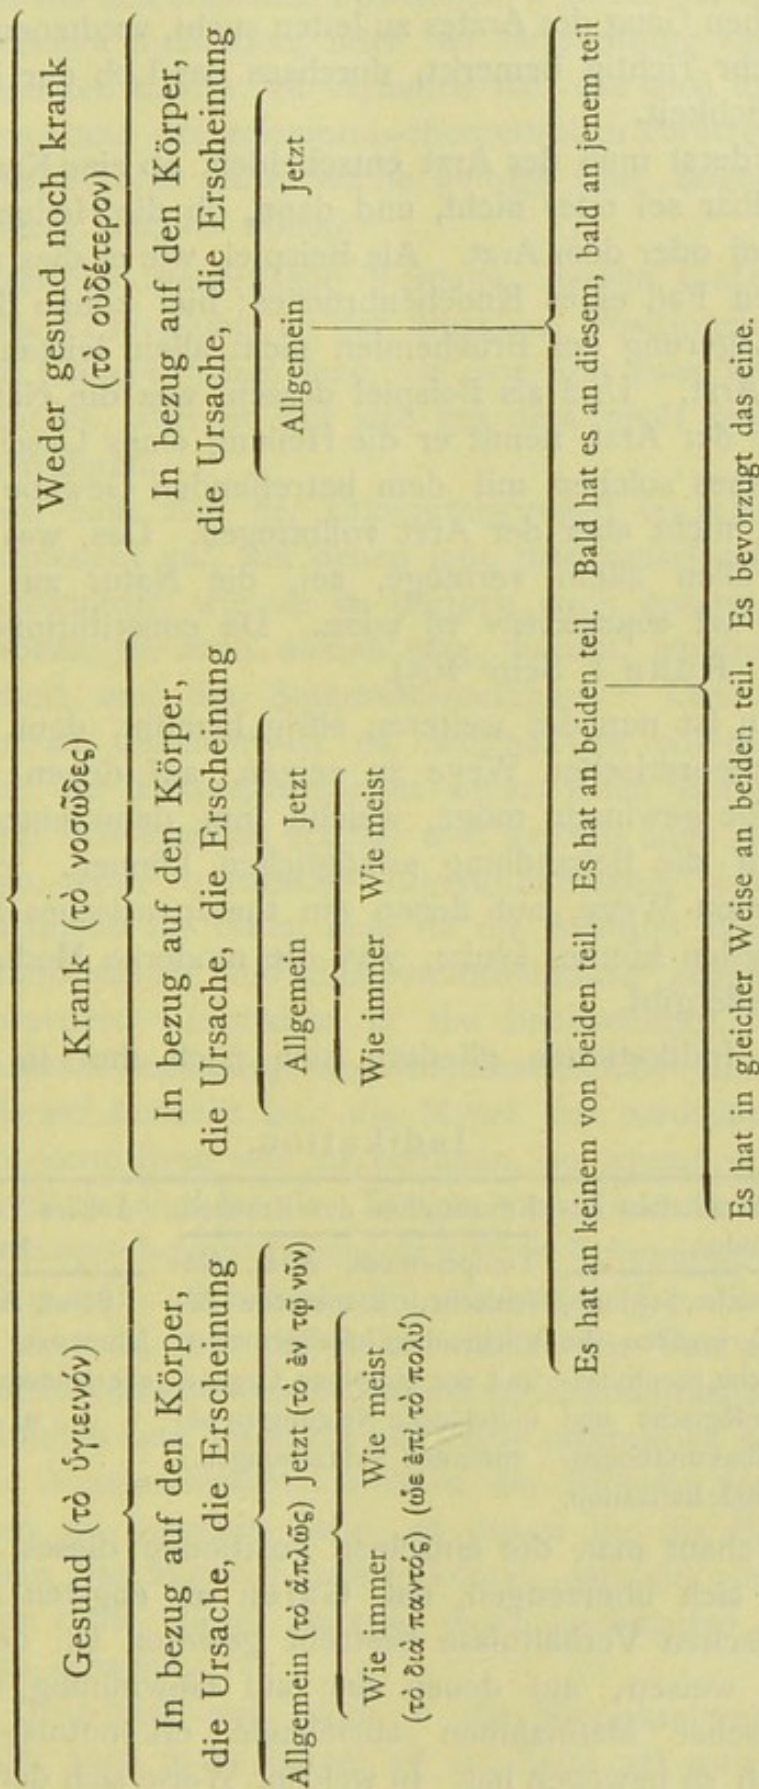 Gesund (τὸ ὑγιεινόν)
In bezug auf den Körper,
die Ursache, die Erscheinung
Allgemein (τὸ ἁπλῶς) Jetzt (τὸ ἐν τῷ νῦν)
Wie immer Wie meist
(τὸ διὰ παντός) (ὡς ἐπὶ τὸ πολύ)
Krank (τὸ νοσῶδες)
In bezug auf den Körper,
die Ursache, die Erscheinung
Allgemein Jetzt
Wie immer Wie meist
Weder gesund noch krank
(τὸ οὐδέτερον)
In bezug auf den Körper,
die Ursache, die Erscheinung
Allgemein Jetzt
Es hat an keinem von beiden teil. Es hat an beiden teil. Bald hat es an diesem, bald an jenem teil
Es hat in gleicher Weise an beiden teil. Es bevorzugt das eine.